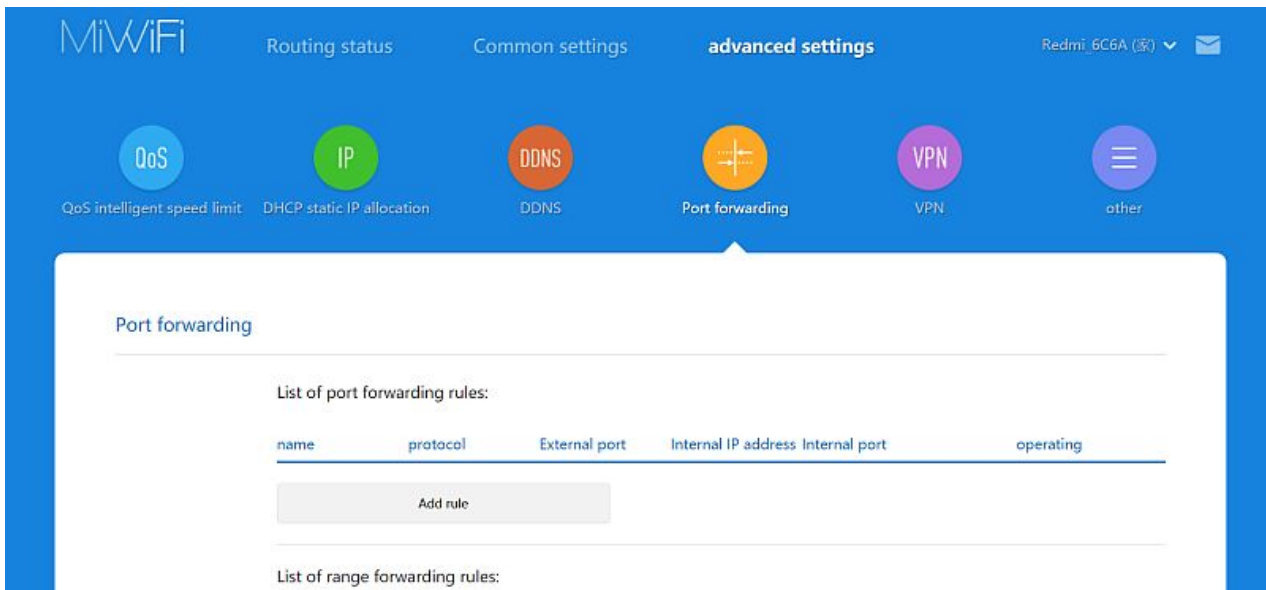 MiWiFi Routing status Common settings advanced settings Redmi_6C6A (家)
QoS IP DDNS VPN
QoS intelligent speed limit DHCP static IP allocation DDNS Port forwarding VPN other
Port forwarding
List of port forwarding rules:
name protocol External port Internal IP address Internal port operating
Add rule
List of range forwarding rules: